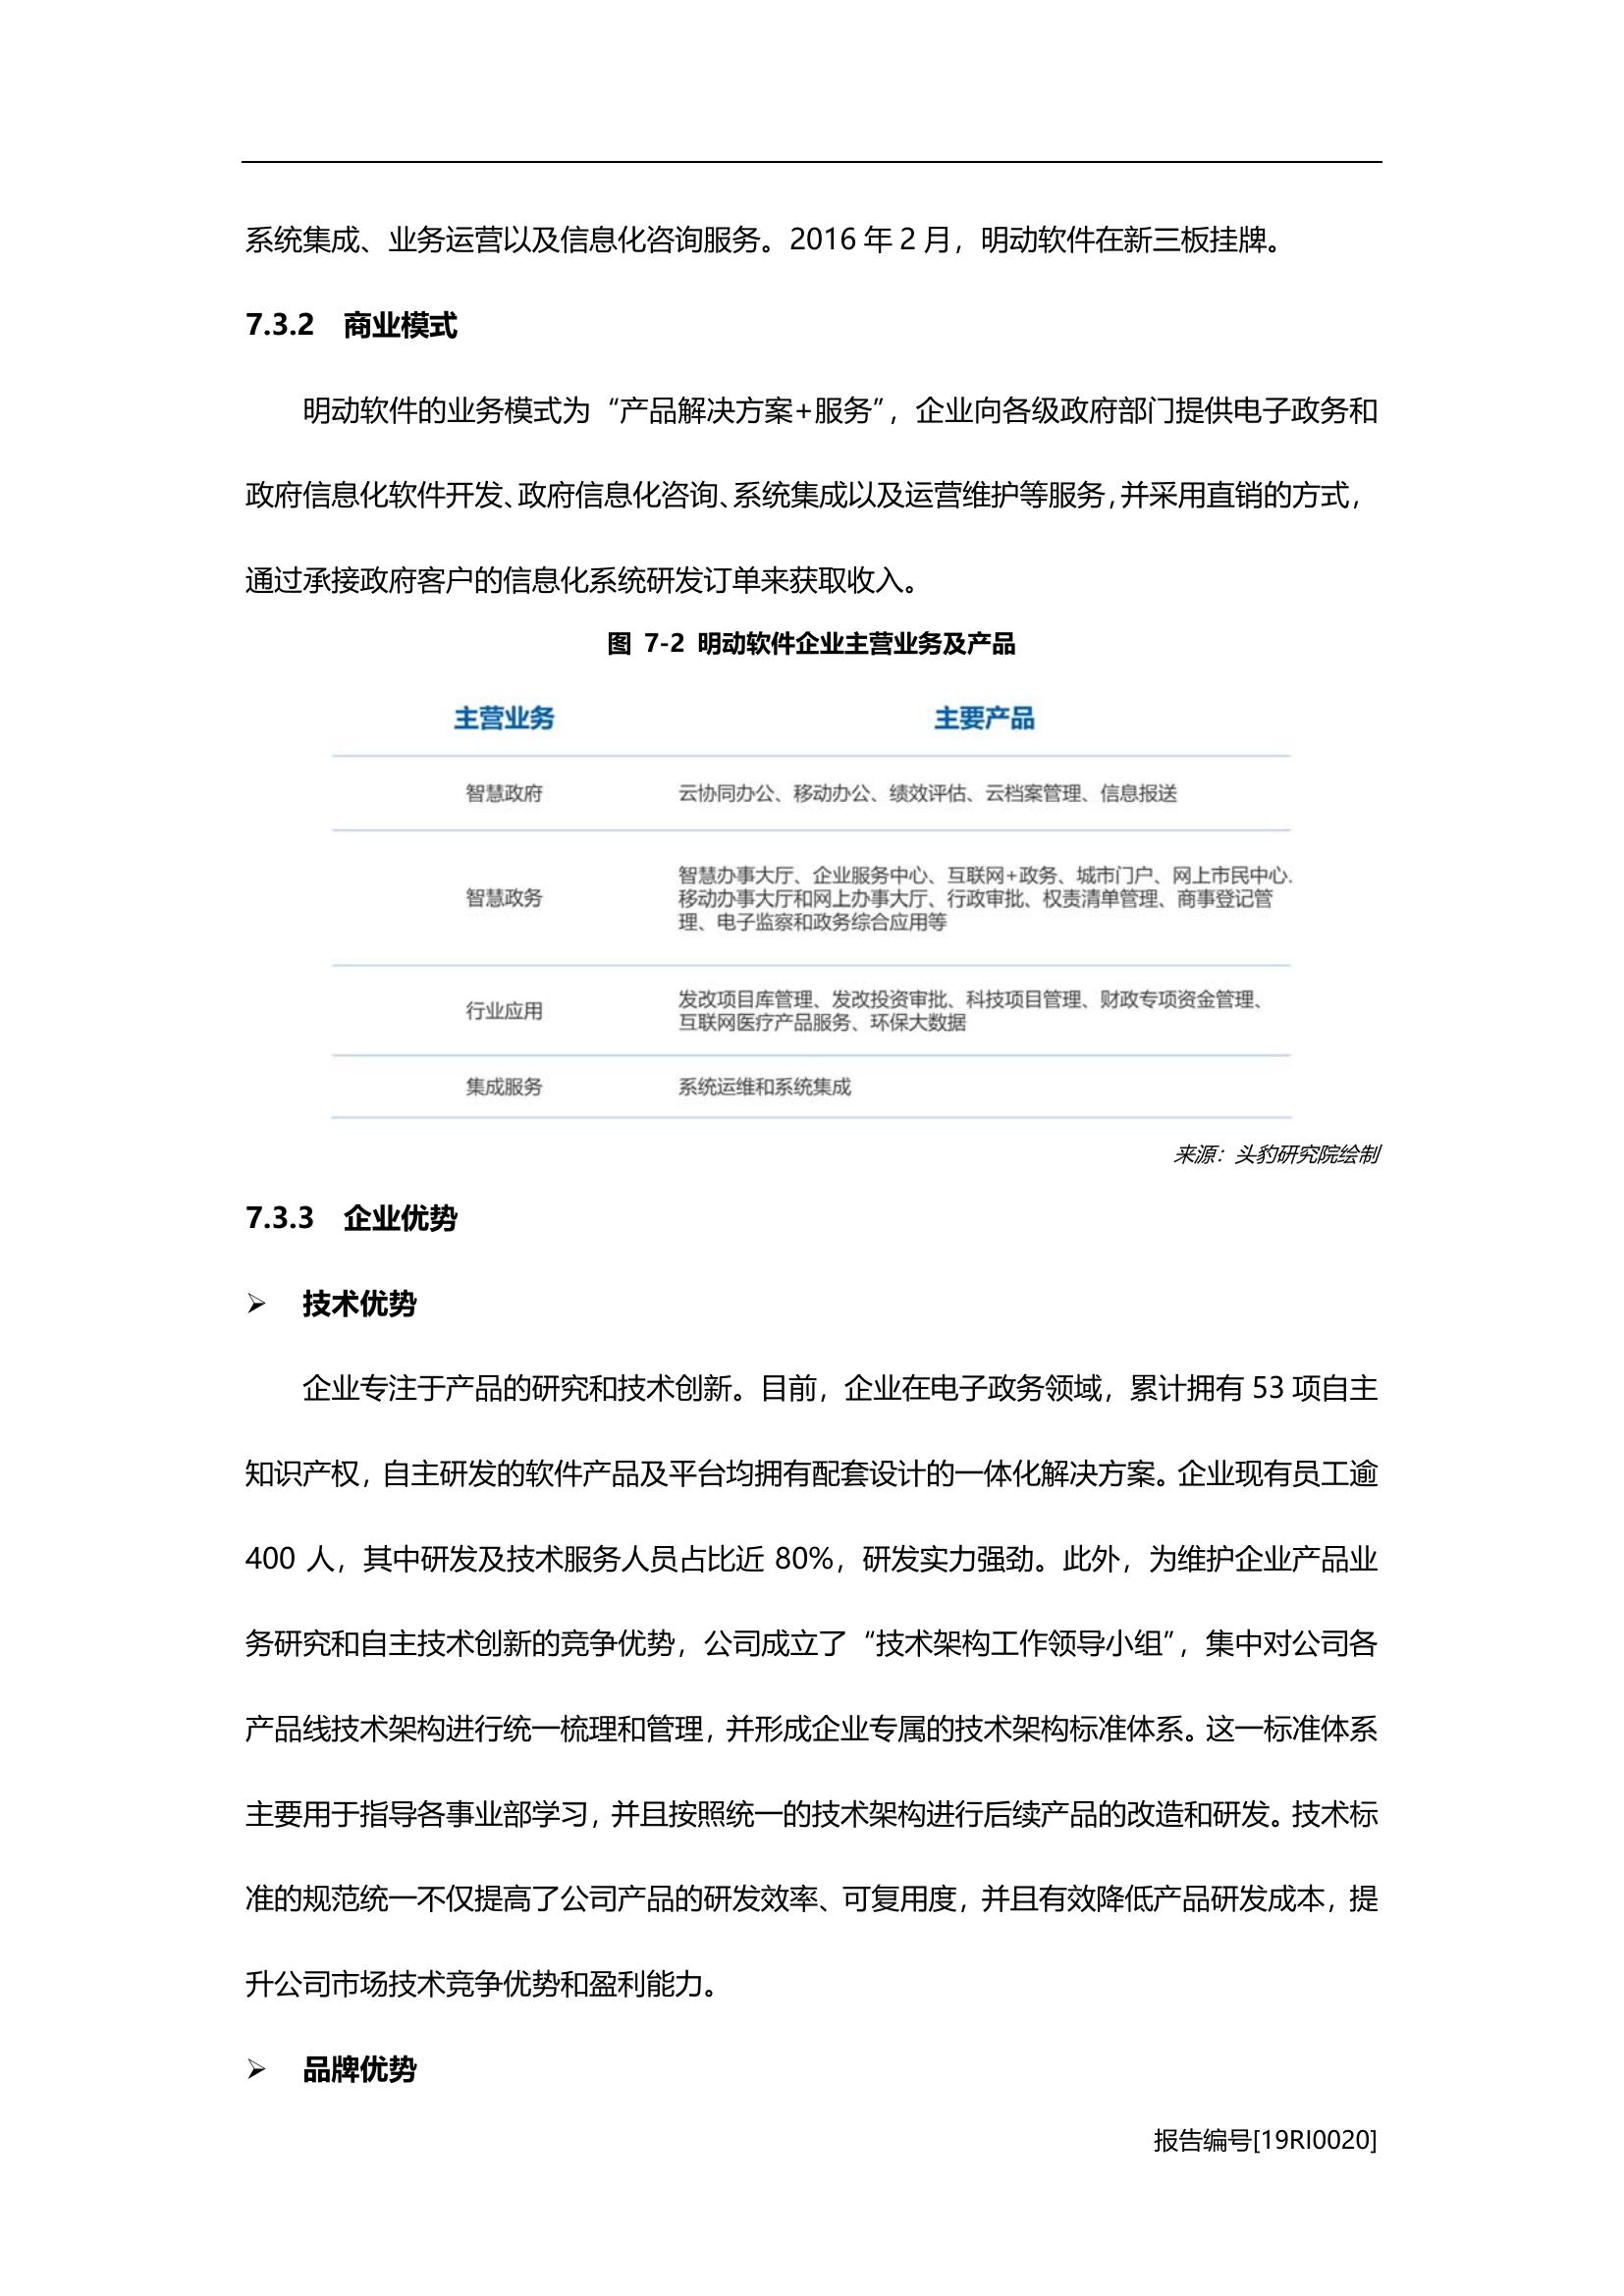 系统集成、业务运营以及信息化咨询服务。2016 年 2 月，明动软件在新三板挂牌。
7.3.2 商业模式
明动软件的业务模式为“产品解决方案+服务”，企业向各级政府部门提供电子政务和
政府信息化软件开发、政府信息化咨询、系统集成以及运营维护等服务，并采用直销的方式，
通过承接政府客户的信息化系统研发订单来获取收入。
图 7-2 明动软件企业主营业务及产品
主营业务 主要产品
智慧政府 云协同办公、移动办公、绩效评估、云档案管理、信息报送
智慧政务 智慧办事大厅、企业服务中心、互联网+政务、城市门户、网上市民中心.
移动办事大厅和网上办事大厅、行政审批、权责清单管理、商事登记管
理、电子监察和政务综合应用等
行业应用 发改项目库管理、发改投资审批、科技项目管理、财政专项资金管理、
互联网医疗产品服务、环保大数据
集成服务 系统运维和系统集成
来源：头豹研究院绘制
7.3.3 企业优势
➢ 技术优势
企业专注于产品的研究和技术创新。目前，企业在电子政务领域，累计拥有 53 项自主
知识产权，自主研发的软件产品及平台均拥有配套设计的一体化解决方案。企业现有员工逾
400 人，其中研发及技术服务人员占比近 80%，研发实力强劲。此外，为维护企业产品业
务研究和自主技术创新的竞争优势，公司成立了“技术架构工作领导小组”，集中对公司各
产品线技术架构进行统一梳理和管理，并形成企业专属的技术架构标准体系。这一标准体系
主要用于指导各事业部学习，并且按照统一的技术架构进行后续产品的改造和研发。技术标
准的规范统一不仅提高了公司产品的研发效率、可复用度，并且有效降低产品研发成本，提
升公司市场技术竞争优势和盈利能力。
➢ 品牌优势
报告编号[19RI0020]